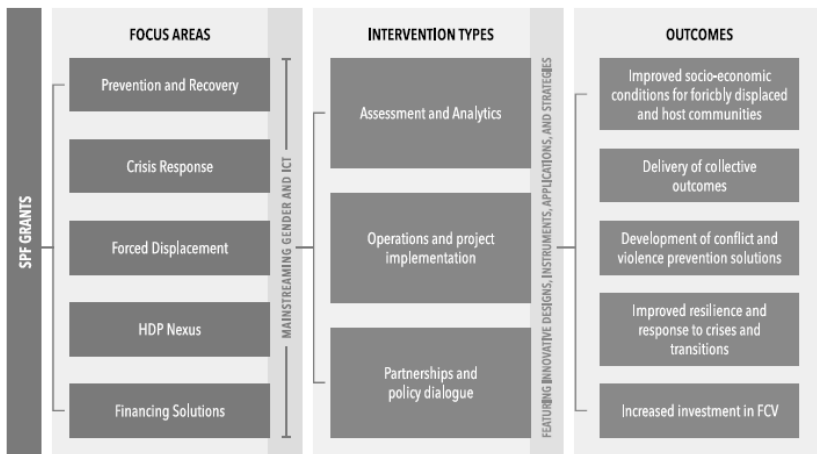 SPF GRANTS
FOCUS AREAS
Prevention and Recovery
Crisis Response
Forced Displacement
HDP Nexus
Financing Solutions
MAINSTREAMING GENDER AND ICT
INTERVENTION TYPES
Assessment and Analytics
Operations and project
implementation
Partnerships and
policy dialogue
FEATURING INNOVATIVE DESIGNS, INSTRUMENTS, APPLICATIONS, AND STRATEGIES
OUTCOMES
Improved socio-economic
conditions for foricbly displaced
and host communities
Delivery of collective
outcomes
Development of conflict and
violence prevention solutions
Improved resilience and
response to crises and
transitions
Increased investment in FCV